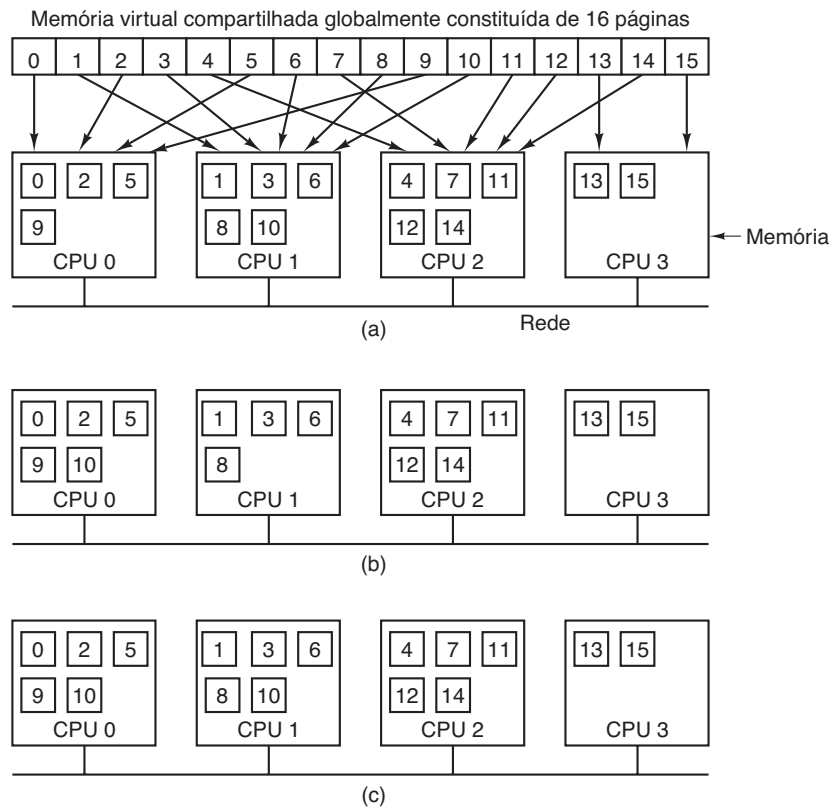 Memória virtual compartilhada globalmente constituída de 16 páginas
0 1 2 3 4 5 6 7 8 9 10 11 12 13 14 15
0 2 5 1 3 6 4 7 11 13 15
9 8 10 12 14
Memória
CPU 0 CPU 1 CPU 2 CPU 3
Rede
(a)
0 2 5 1 3 6 4 7 11 13 15
9 10 8 12 14
CPU 0 CPU 1 CPU 2 CPU 3
(b)
0 2 5 1 3 6 4 7 11 13 15
9 10 8 10 12 14
CPU 0 CPU 1 CPU 2 CPU 3
(c)